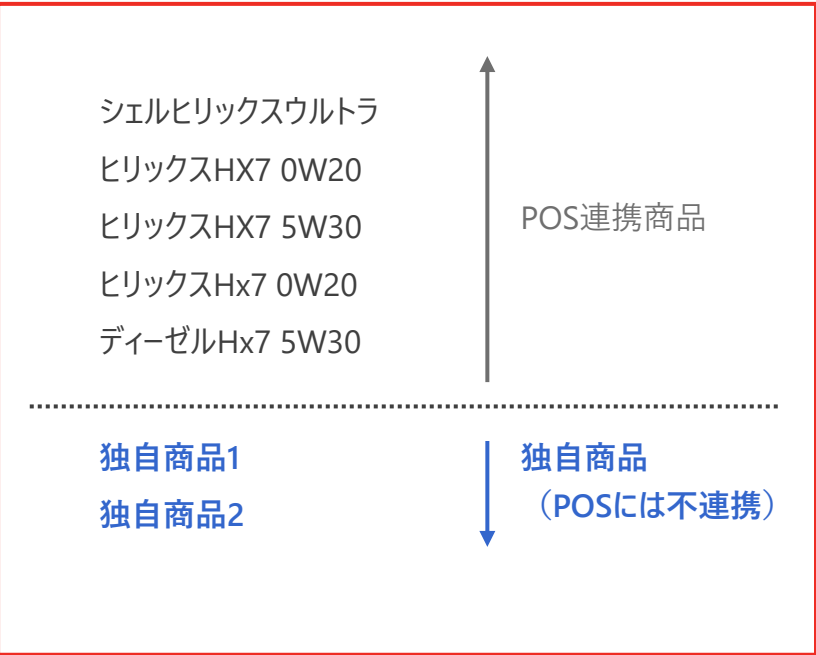 シェルヒリックスウルトラ
ヒリックスHX7 0W20
ヒリックスHX7 5W30
ヒリックスHx7 0W20
ディーゼルHx7 5W30
POS連携商品
独自商品1
独自商品2
独自商品
（POSには不連携）